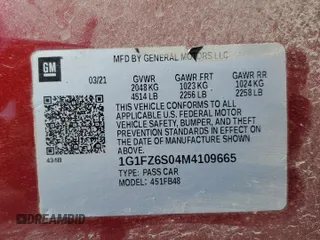 GM
MFD BY GENERAL MOTORS LLC
03/21 GVWR GAWR FRT GAWR RR
2048 KG 1023 KG 1024 KG
4514 LB 2256 LB 2258 LB
THIS VEHICLE CONFORMS TO ALL
APPLICABLE U.S. FEDERAL MOTOR
VEHICLE SAFETY, BUMPER, AND
THEFT PREVENTION STANDARDS
IN EFFECT ON THE DATE OF
MANUFACTURE SHOWN ABOVE.
1G1FZ6S04M4109665
TYPE: PASS CAR
MODEL: 451FB48
DREAMBID